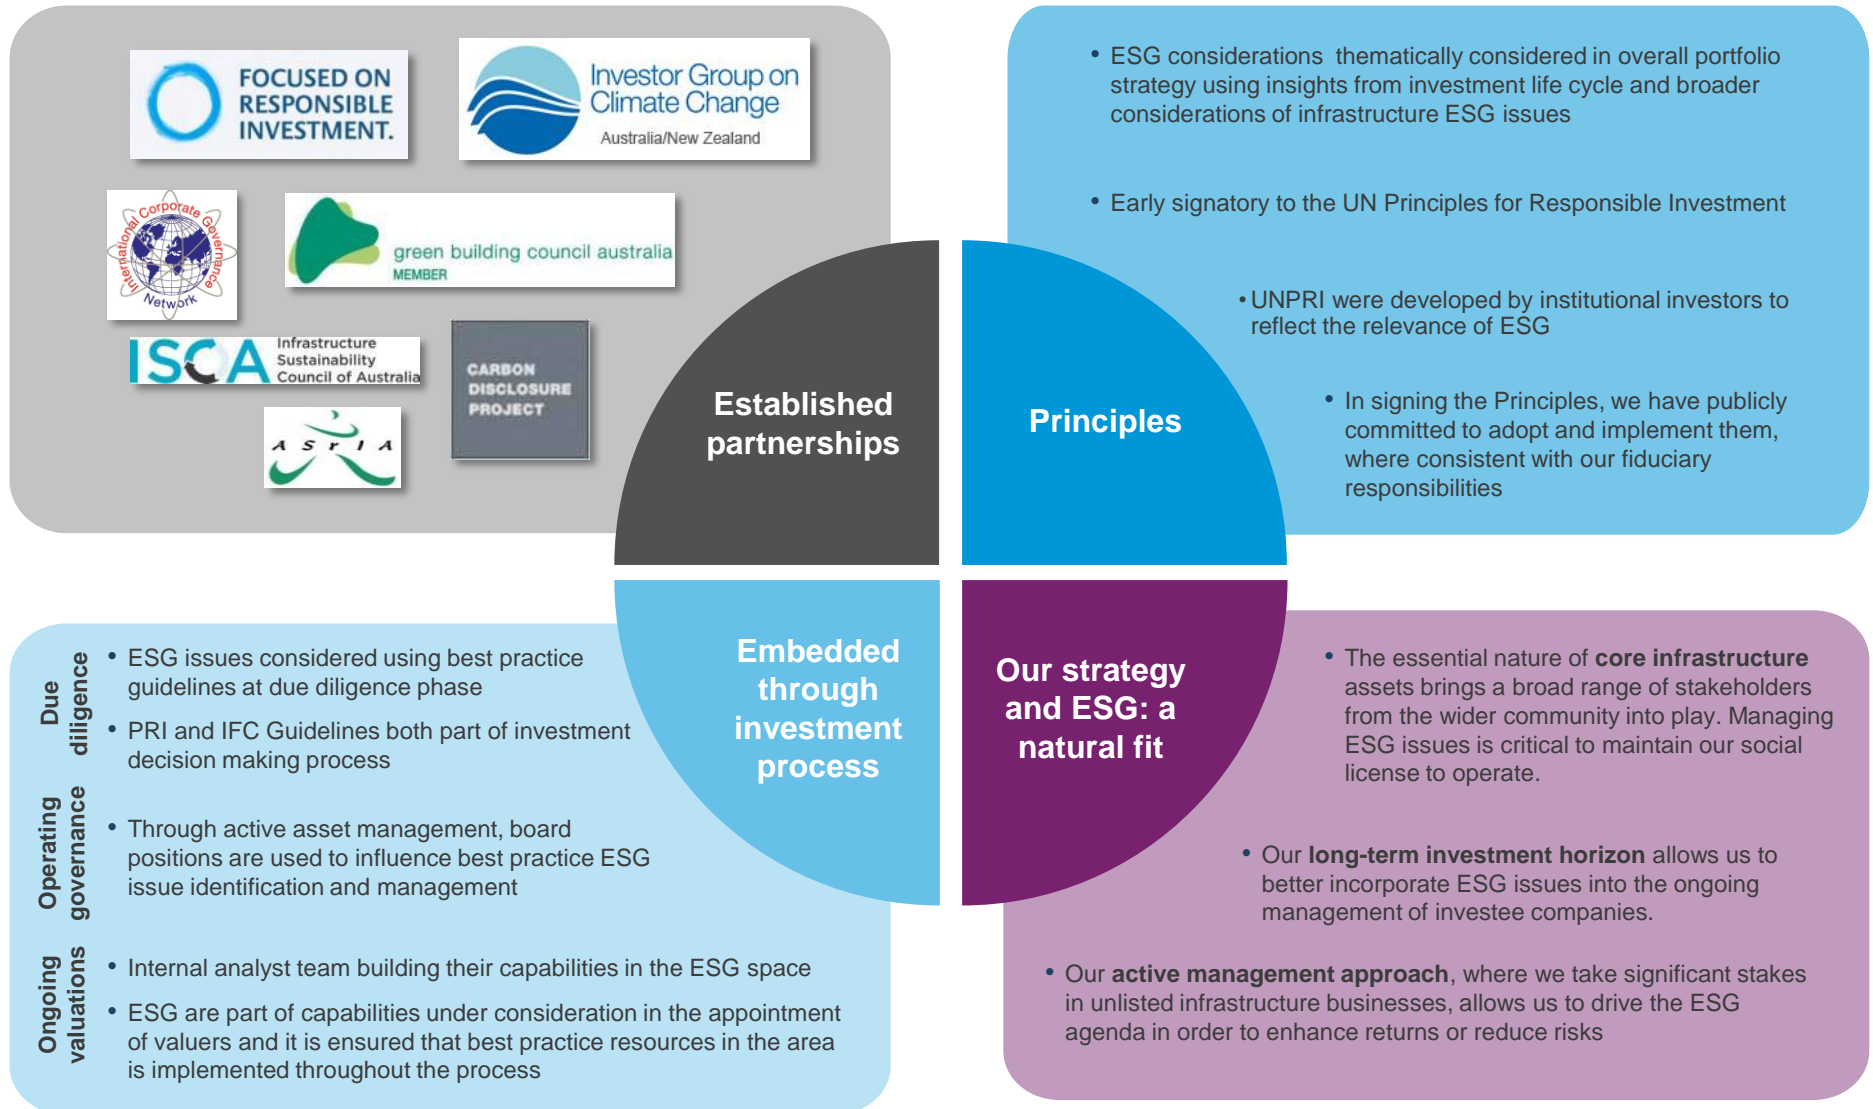 FOCUSED ON
RESPONSIBLE
INVESTMENT.
Investor Group on
Climate Change
Australia/New Zealand
International Corporate Governance
Network
green building council australia
MEMBER
ISCA
Infrastructure
Sustainability
Council of Australia
CARBON
DISCLOSURE
PROJECT
A S r I A
Established
partnerships
• ESG considerations thematically considered in overall portfolio
strategy using insights from investment life cycle and broader
considerations of infrastructure ESG issues
• Early signatory to the UN Principles for Responsible Investment
• UNPRI were developed by institutional investors to
reflect the relevance of ESG
• In signing the Principles, we have publicly
committed to adopt and implement them,
where consistent with our fiduciary
responsibilities
Principles
Due
diligence
• ESG issues considered using best practice
guidelines at due diligence phase
• PRI and IFC Guidelines both part of investment
decision making process
Operating
governance
• Through active asset management, board
positions are used to influence best practice ESG
issue identification and management
Ongoing
valuations
• Internal analyst team building their capabilities in the ESG space
• ESG are part of capabilities under consideration in the appointment
of valuers and it is ensured that best practice resources in the area
is implemented throughout the process
Embedded
through
investment
process
Our strategy
and ESG: a
natural fit
• The essential nature of core infrastructure
assets brings a broad range of stakeholders
from the wider community into play. Managing
ESG issues is critical to maintain our social
license to operate.
• Our long-term investment horizon allows us to
better incorporate ESG issues into the ongoing
management of investee companies.
• Our active management approach, where we take significant stakes
in unlisted infrastructure businesses, allows us to drive the ESG
agenda in order to enhance returns or reduce risks